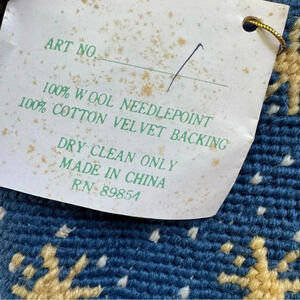 ART NO
100% WOOL NEEDLEPOINT
100% COTTON VELVET BACKING
DRY CLEAN ONLY
MADE IN CHINA
RN 89854